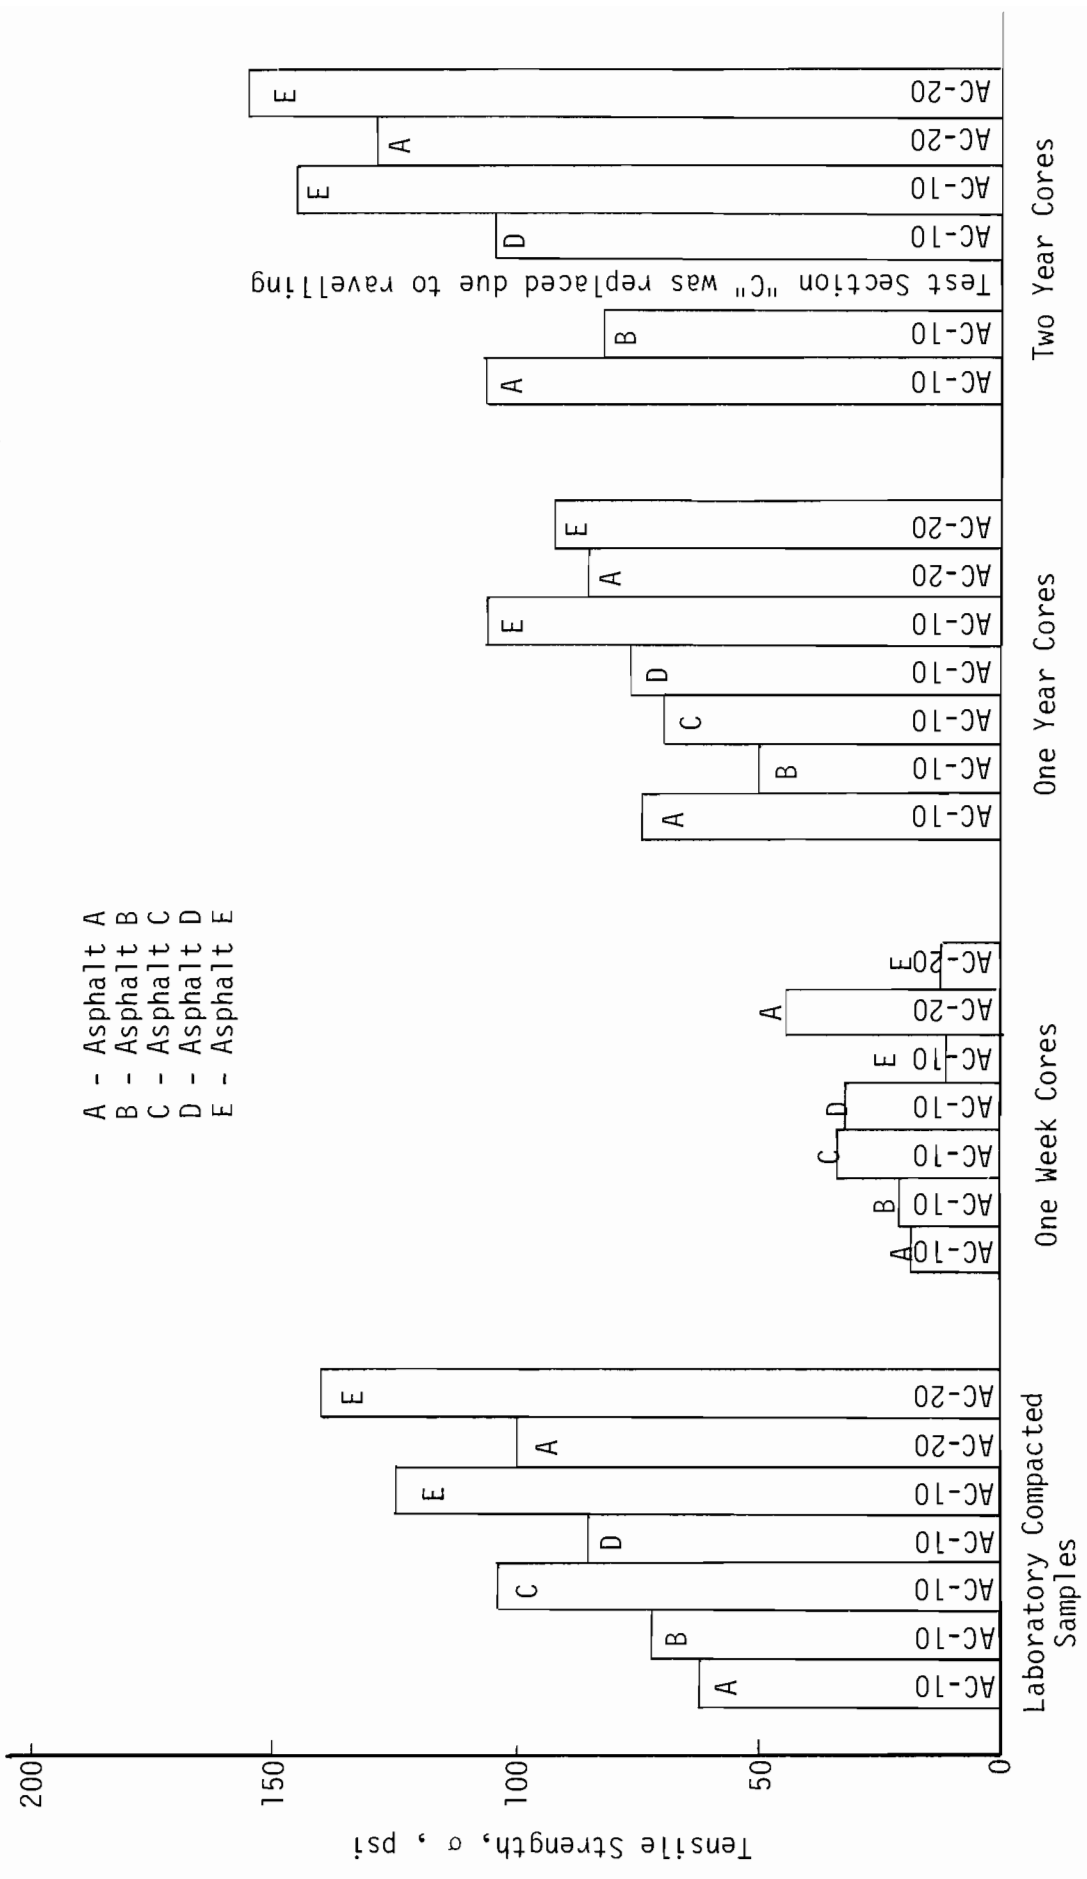 Tensile Strength, σ, psi
200
150
100
50
0
A - Asphalt A
B - Asphalt B
C - Asphalt C
D - Asphalt D
E - Asphalt E
A
AC-10
B
AC-10
C
AC-10
D
AC-10
E
AC-10
A
AC-20
E
AC-20
Laboratory Compacted
Samples
A
AC-10
B
AC-10
C
AC-10
D
AC-10
E
AC-10
A
AC-20
E
AC-20
One Week Cores
A
AC-10
B
AC-10
C
AC-10
D
AC-10
E
AC-10
A
AC-20
E
AC-20
One Year Cores
A
AC-10
B
AC-10
Test Section "C" was replaced due to ravelling
D
AC-10
E
AC-10
A
AC-20
E
AC-20
Two Year Cores